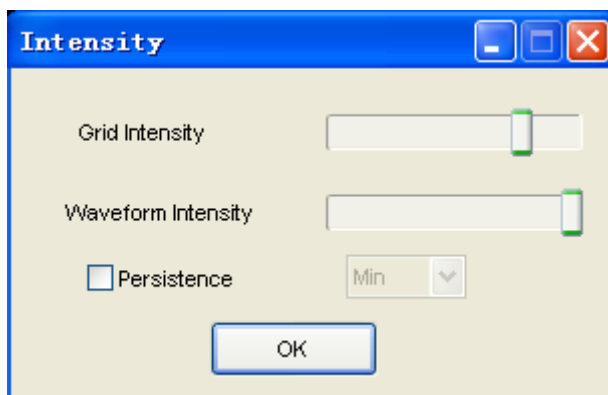 Intensity
Grid Intensity
Waveform Intensity
Persistence Min
OK